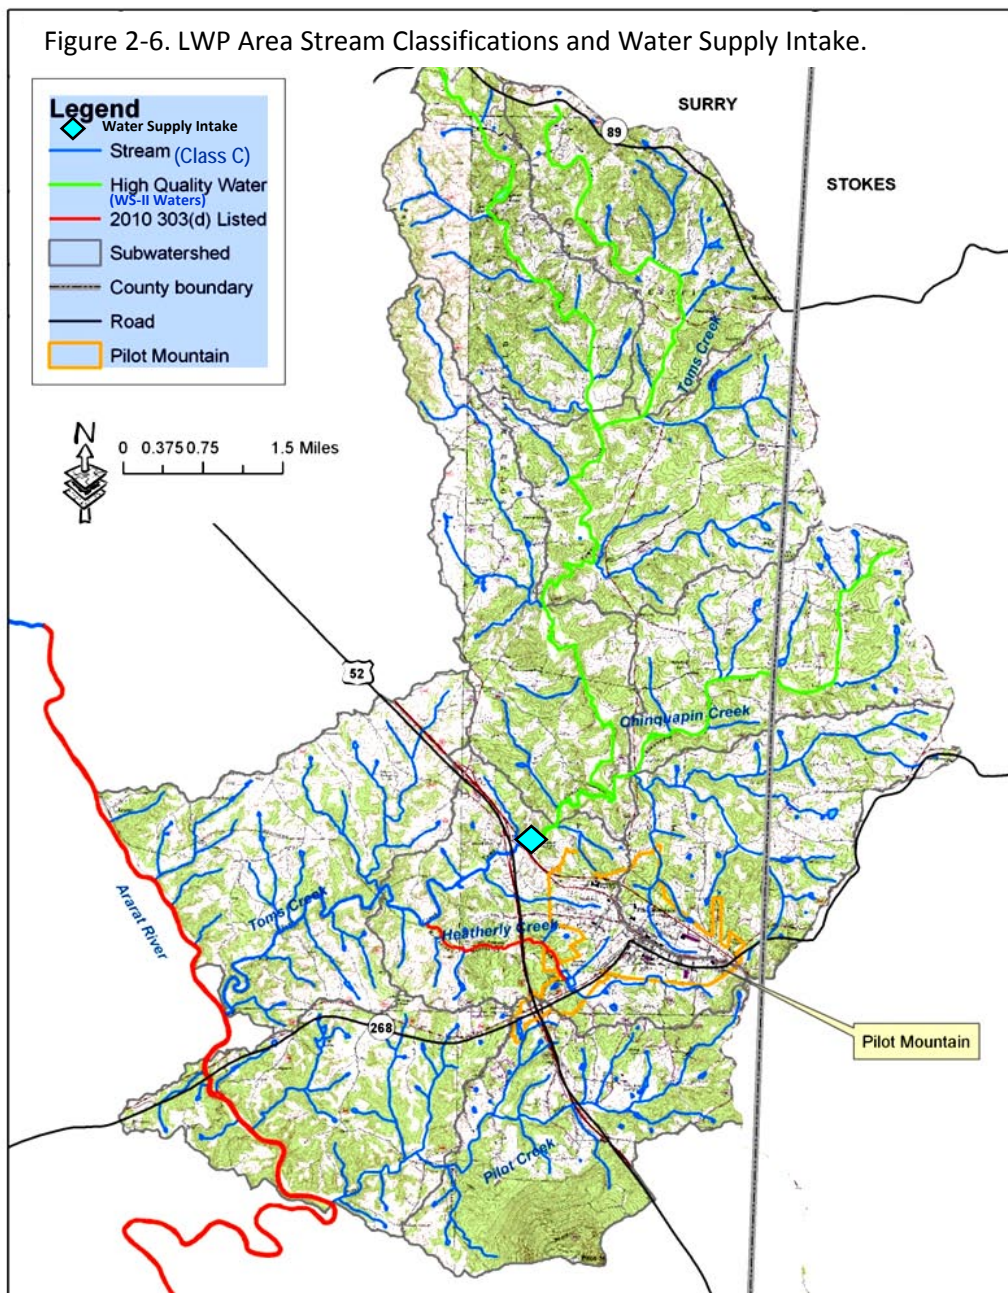 Figure 2-6. LWP Area Stream Classifications and Water Supply Intake.
Legend
Water Supply Intake
Stream (Class C)
High Quality Water
(WS-II Waters)
2010 303(d) Listed
Subwatershed
County boundary
Road
Pilot Mountain
N
0 0.375 0.75 1.5 Miles
SURRY
89
STOKES
Toms Creek
52
Chinquapin Creek
Ararat River
Toms Creek
Heatherly Creek
268
Pilot Mountain
Pilot Creek